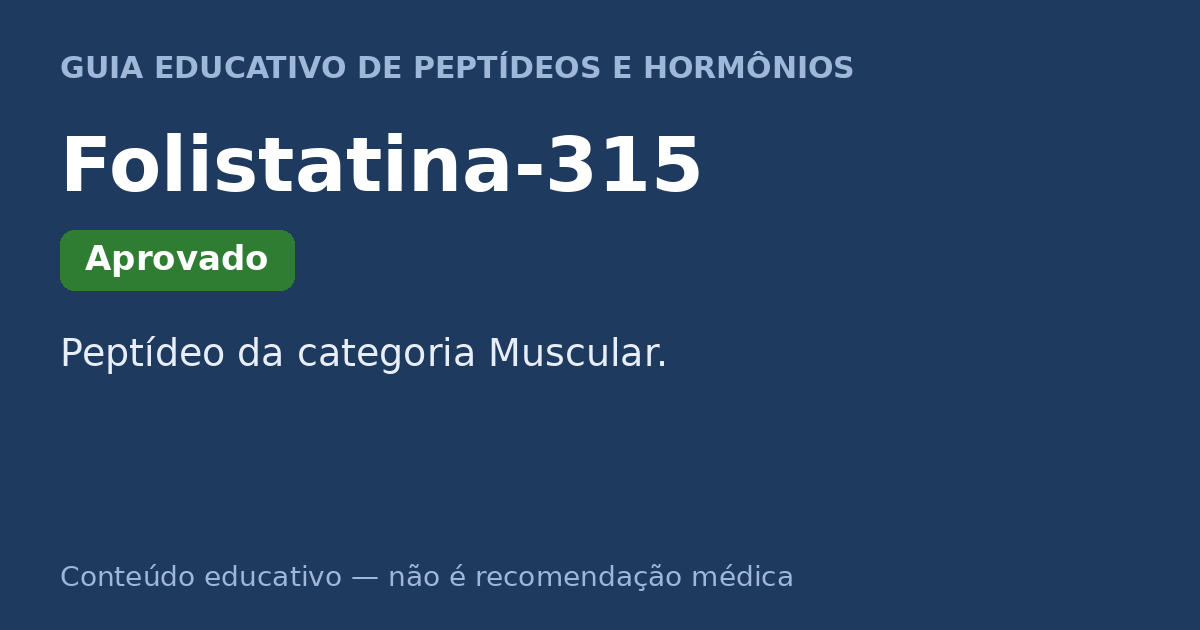 GUIA EDUCATIVO DE PEPTÍDEOS E HORMÔNIOS
Folistatina-315
Aprovado
Peptídeo da categoria Muscular.
Conteúdo educativo — não é recomendação médica